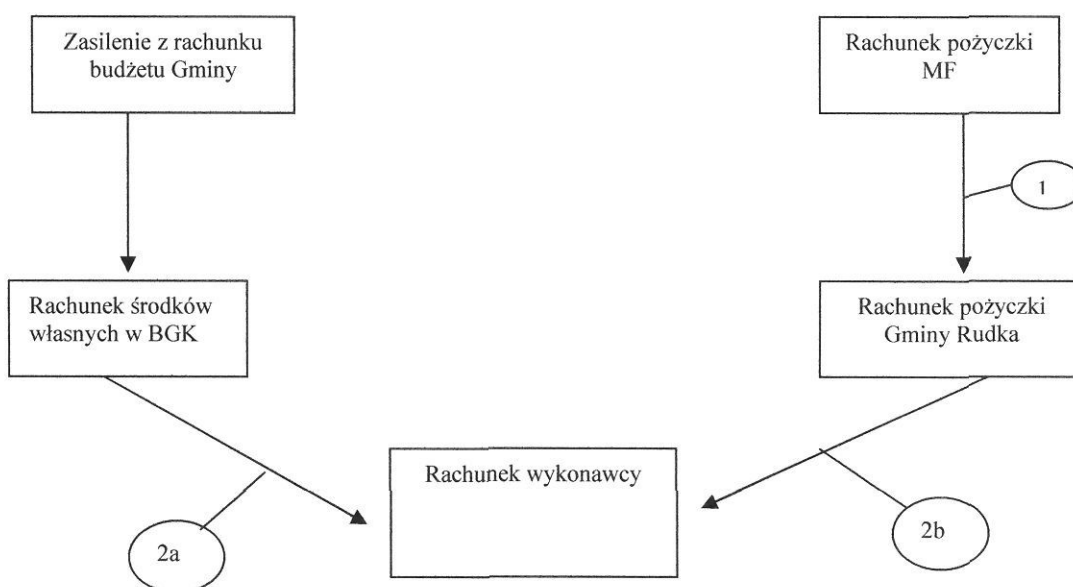 Zasilenie z rachunku
budżetu Gminy
Rachunek pożyczki
MF
1
Rachunek środków
własnych w BGK
Rachunek pożyczki
Gminy Rudka
Rachunek wykonawcy
2a
2b